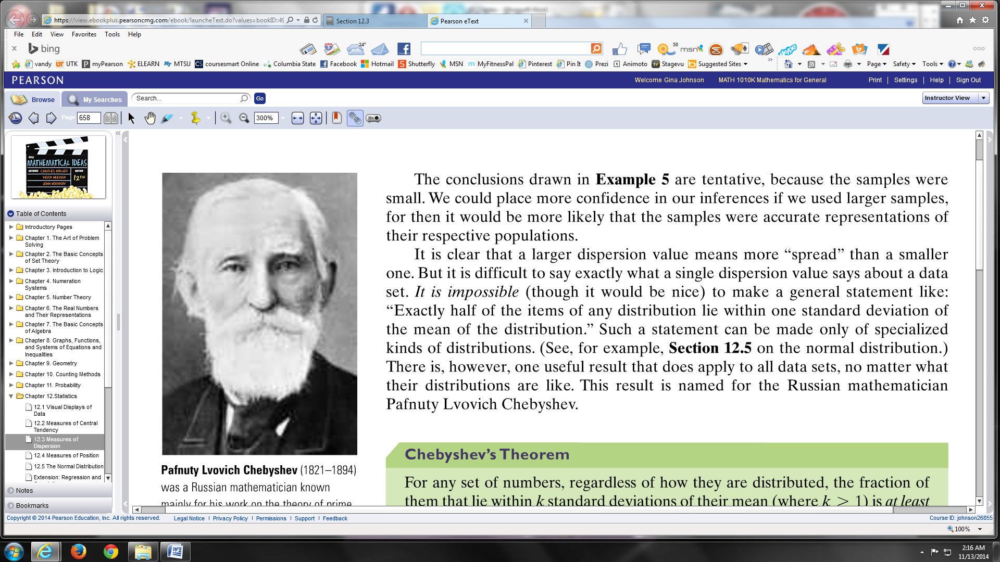 https://view.ebookplus.pearsoncmg.com/ebook/launcheText.do?values=bookID::49
Section 12.3
Pearson eText
File Edit View Favorites Tools Help
bing
34°
50
msn
skype
vandy UTK myPearson ELEARN MTSU coursesmart Online Columbia State Facebook Hotmail Shutterfly MSN MyFitnessPal Pinterest Pin It Prezi Animoto Stagevu Suggested Sites
Page Safety Tools
PEARSON
Welcome Gina Johnson MATH 1010K Mathematics for General Print Settings Help Sign Out
Browse My Searches Search... Go Instructor View
Page 658 300%
TITLE
MATHEMATICAL IDEAS
AUTHORS CHARLES MILLER EDITION
VERN HEEREN 12TH
JOHN HORNSBY
Table of Contents
Introductory Pages
Chapter 1. The Art of Problem
Solving
Chapter 2. The Basic Concepts
of Set Theory
Chapter 3. Introduction to Logic
Chapter 4. Numeration
Systems
Chapter 5. Number Theory
Chapter 6. The Real Numbers
and Their Representations
Chapter 7. The Basic Concepts
of Algebra
Chapter 8. Graphs, Functions,
and Systems of Equations and
Inequalities
Chapter 9. Geometry
Chapter 10. Counting Methods
Chapter 11. Probability
Chapter 12.Statistics
12.1 Visual Displays of
Data
12.2 Measures of Central
Tendency
12.3 Measures of
Dispersion
12.4 Measures of Position
12.5 The Normal Distribution
Extension: Regression and
Notes
Bookmarks
The conclusions drawn in Example 5 are tentative, because the samples were
small. We could place more confidence in our inferences if we used larger samples,
for then it would be more likely that the samples were accurate representations of
their respective populations.
It is clear that a larger dispersion value means more “spread” than a smaller
one. But it is difficult to say exactly what a single dispersion value says about a data
set. It is impossible (though it would be nice) to make a general statement like:
“Exactly half of the items of any distribution lie within one standard deviation of
the mean of the distribution.” Such a statement can be made only of specialized
kinds of distributions. (See, for example, Section 12.5 on the normal distribution.)
There is, however, one useful result that does apply to all data sets, no matter what
their distributions are like. This result is named for the Russian mathematician
Pafnuty Lvovich Chebyshev.
Pafnuty Lvovich Chebyshev (1821–1894)
was a Russian mathematician known
mainly for his work on the theory of prime
Chebyshev’s Theorem
For any set of numbers, regardless of how they are distributed, the fraction of
them that lie within k standard deviations of their mean (where k > 1) is at least
Copyright © 2014 Pearson Education, Inc. All rights reserved. Legal Notice | Privacy Policy | Permissions | Support | Feedback Course ID: johnson26855
100%
2:16 AM
11/13/2014